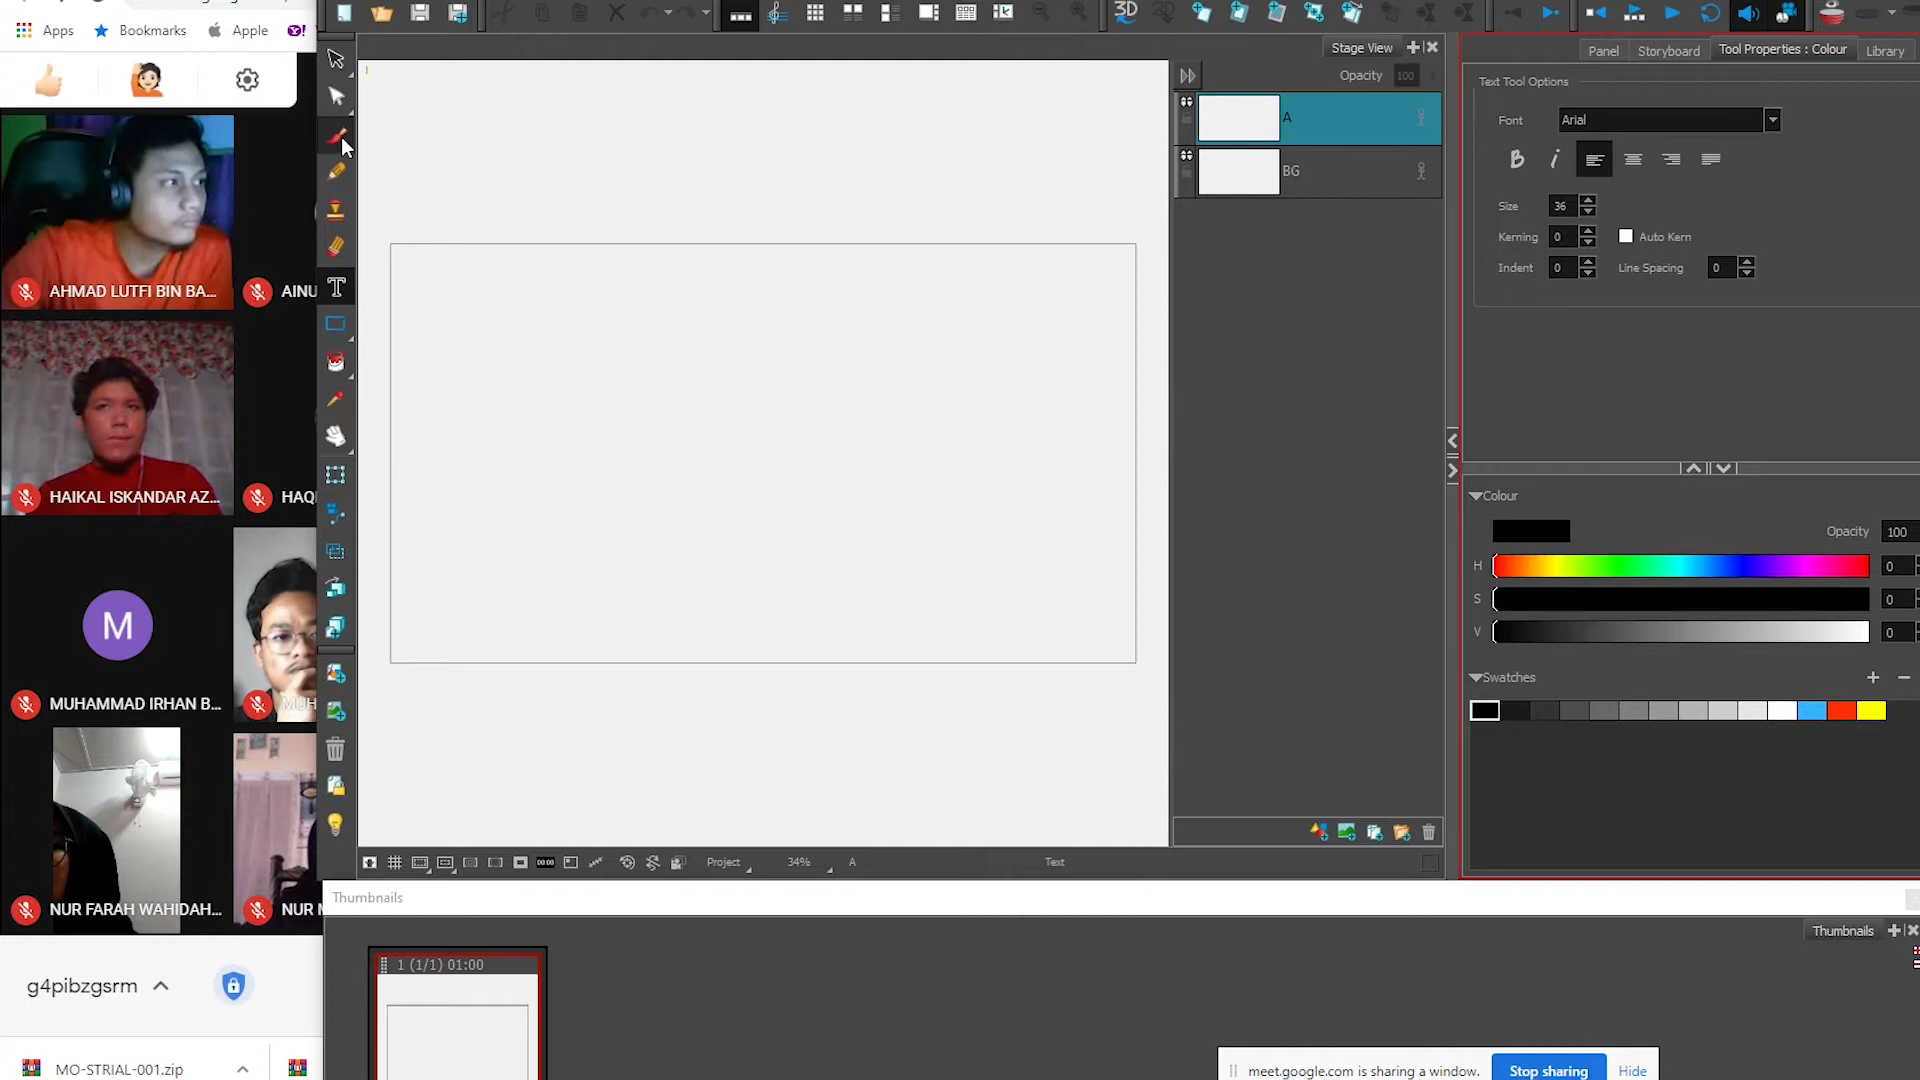 Apps
Bookmarks
Apple
Y!
3D
Stage View
Panel
Storyboard
Tool Properties : Colour
Library
Opacity 100
Text Tool Options
A
BG
Font Arial
B i
Size 36
Kerning 0 Auto Kern
Indent 0 Line Spacing 0
AHMAD LUTFI BIN BA...
AINU
HAIKAL ISKANDAR AZ...
HAQ
M
MUHAMMAD IRHAN B...
MUH
NUR FARAH WAHIDAH...
NUR
T
Colour
Opacity 100
H 0
S 0
V 0
Swatches
00:00
Project
34%
A
Text
Thumbnails
Thumbnails
1 (1/1) 01:00
g4pibzgsrm
MO-STRIAL-001.zip
meet.google.com is sharing a window.
Stop sharing
Hide